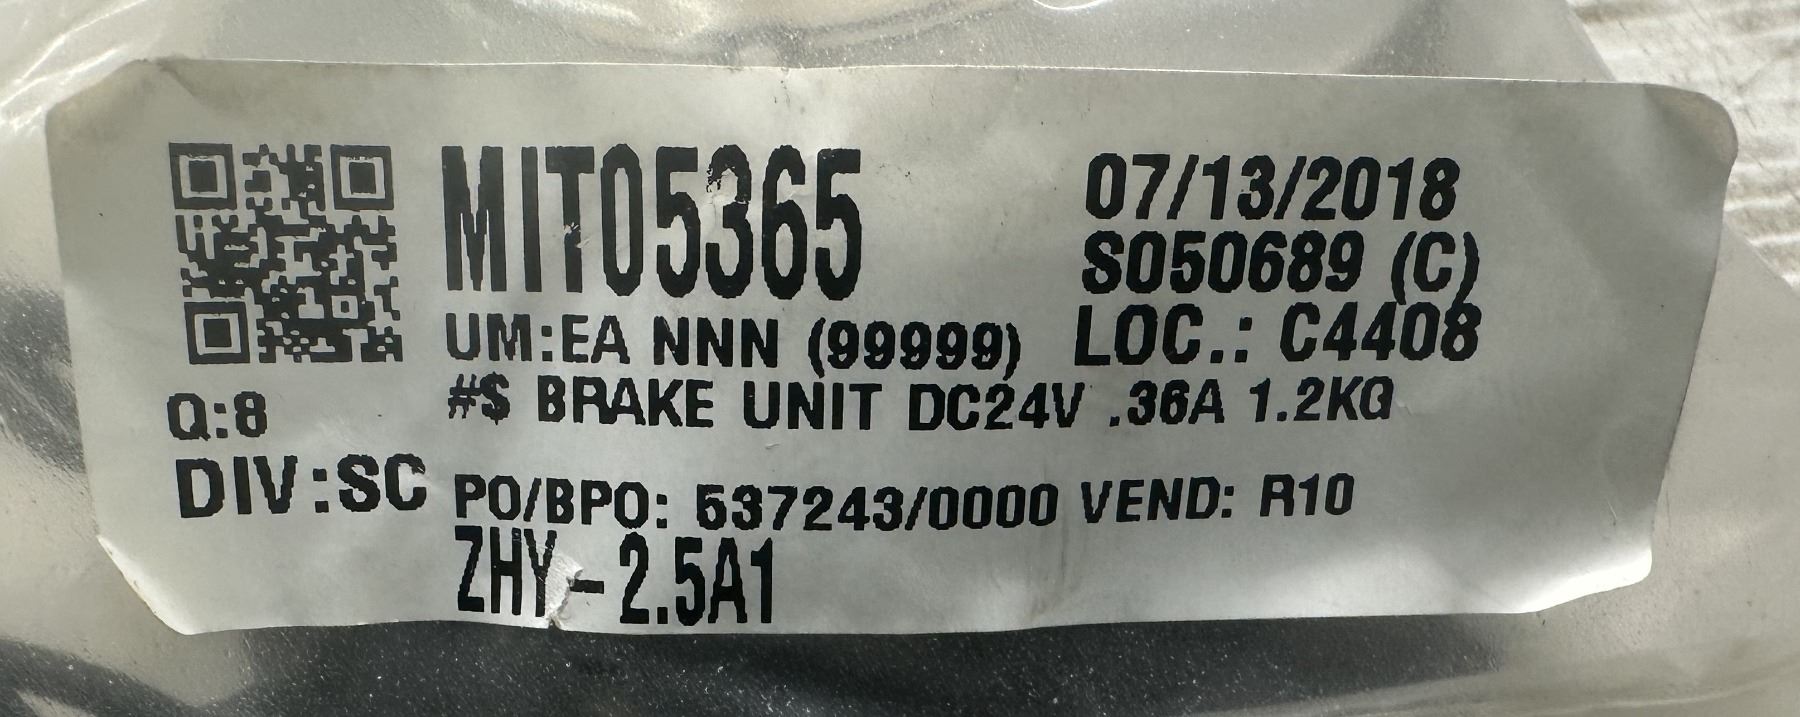 MIT05365
07/13/2018
S050689 (C)
UM:EA NNN (99999) LOC.: C4408
Q:8 #$ BRAKE UNIT DC24V .36A 1.2KG
DIV:SC PO/BPO: 537243/0000 VEND: R10
ZHY-2.5A1